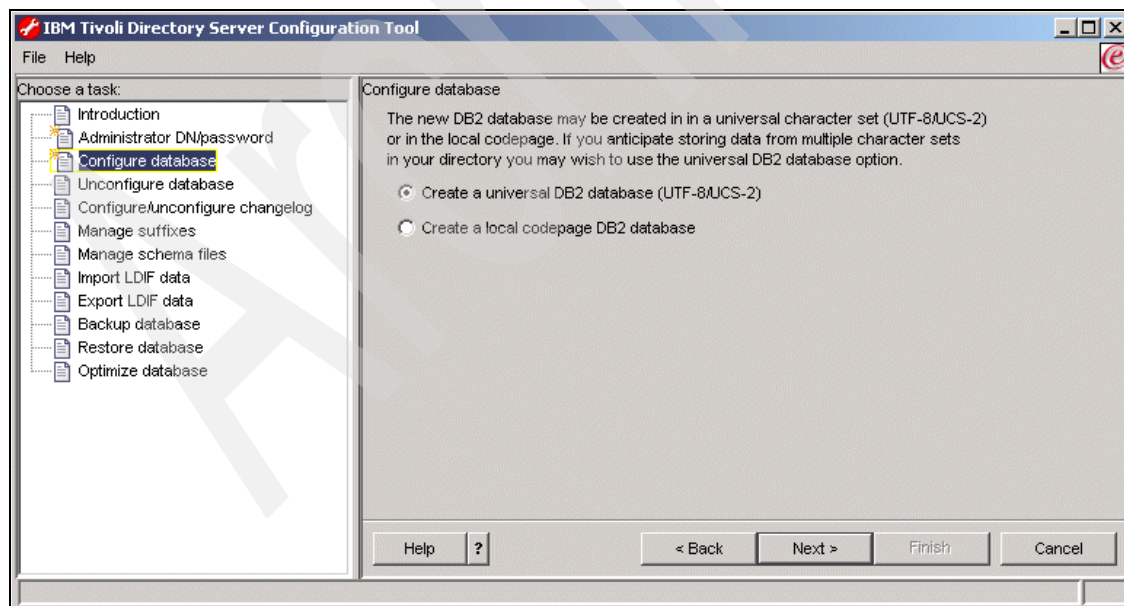 IBM Tivoli Directory Server Configuration Tool
File Help
Choose a task:
Introduction
Administrator DN/password
Configure database
Unconfigure database
Configure/unconfigure changelog
Manage suffixes
Manage schema files
Import LDIF data
Export LDIF data
Backup database
Restore database
Optimize database
Configure database
The new DB2 database may be created in in a universal character set (UTF-8/UCS-2)
or in the local codepage. If you anticipate storing data from multiple character sets
in your directory you may wish to use the universal DB2 database option.
Create a universal DB2 database (UTF-8/UCS-2)
Create a local codepage DB2 database
Help ? < Back Next > Finish Cancel